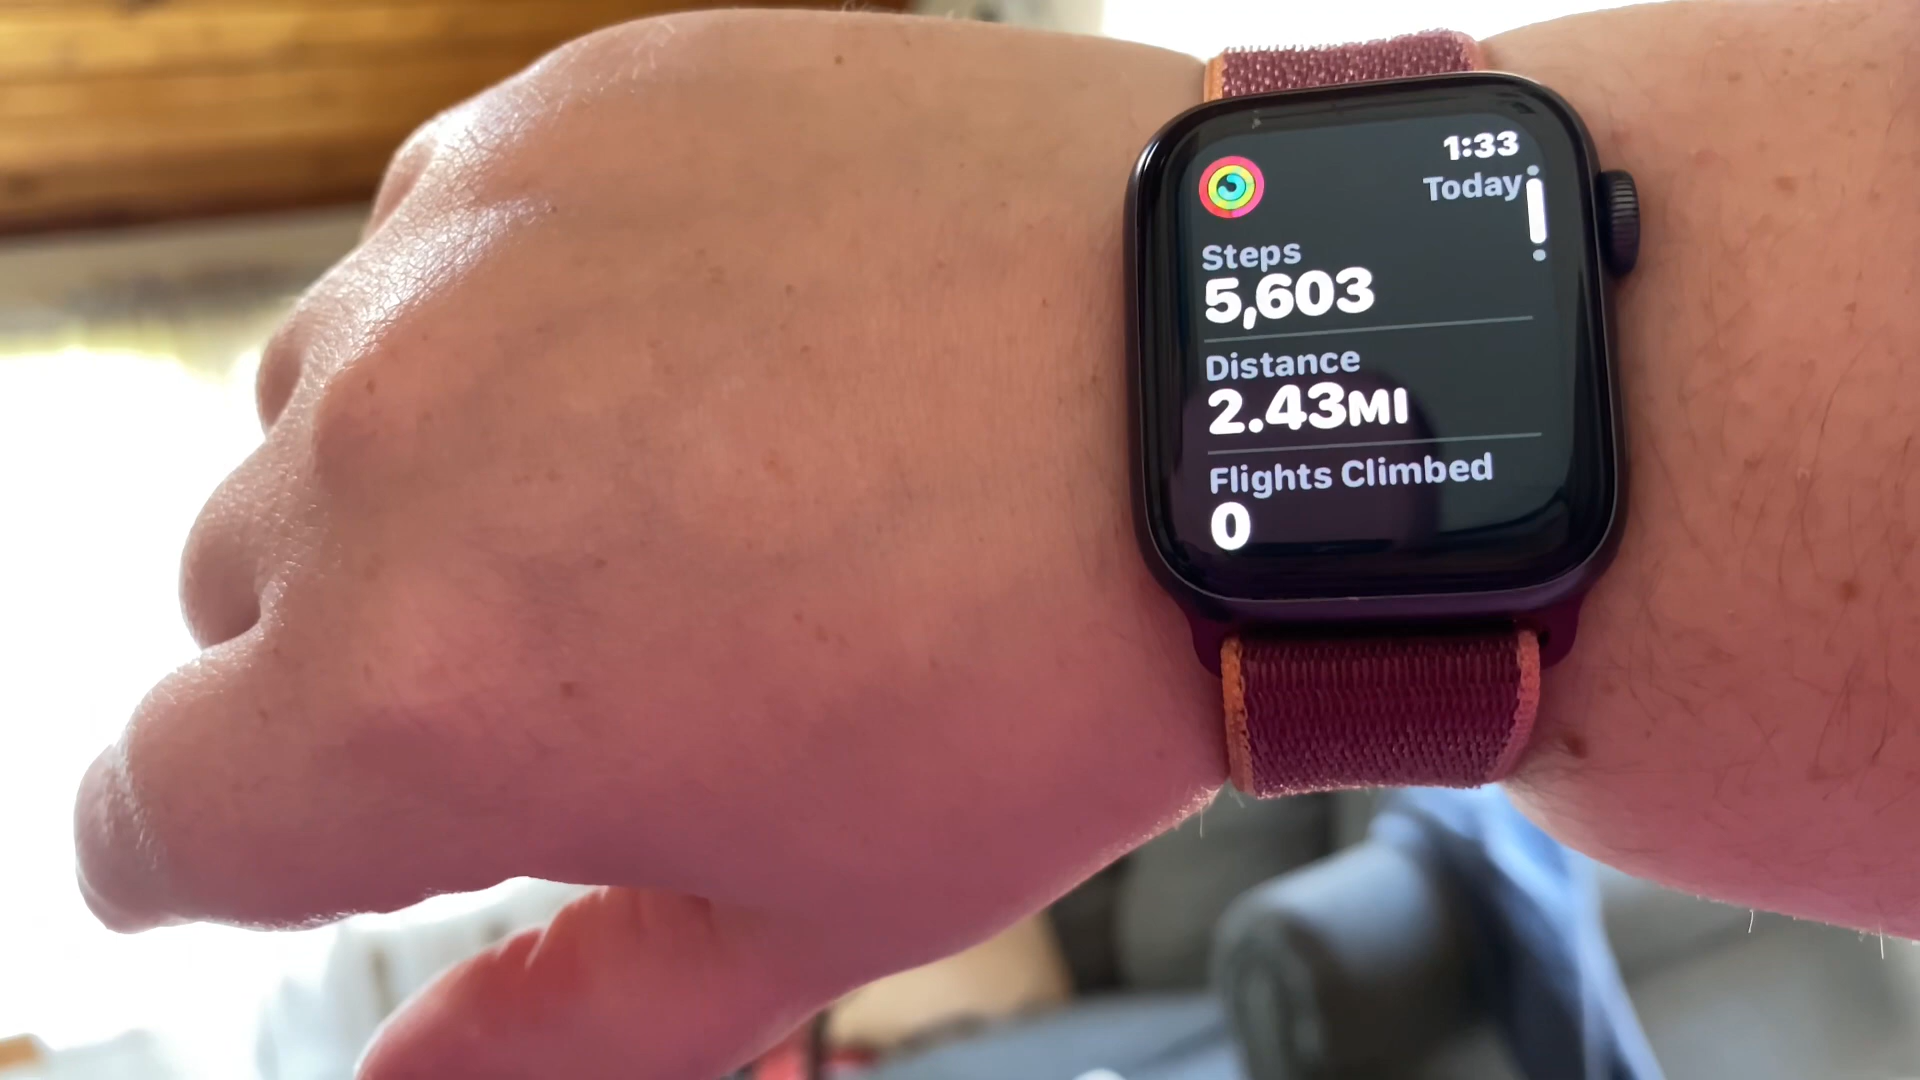 1:33
Today
Steps
5,603
Distance
2.43MI
Flights Climbed
0